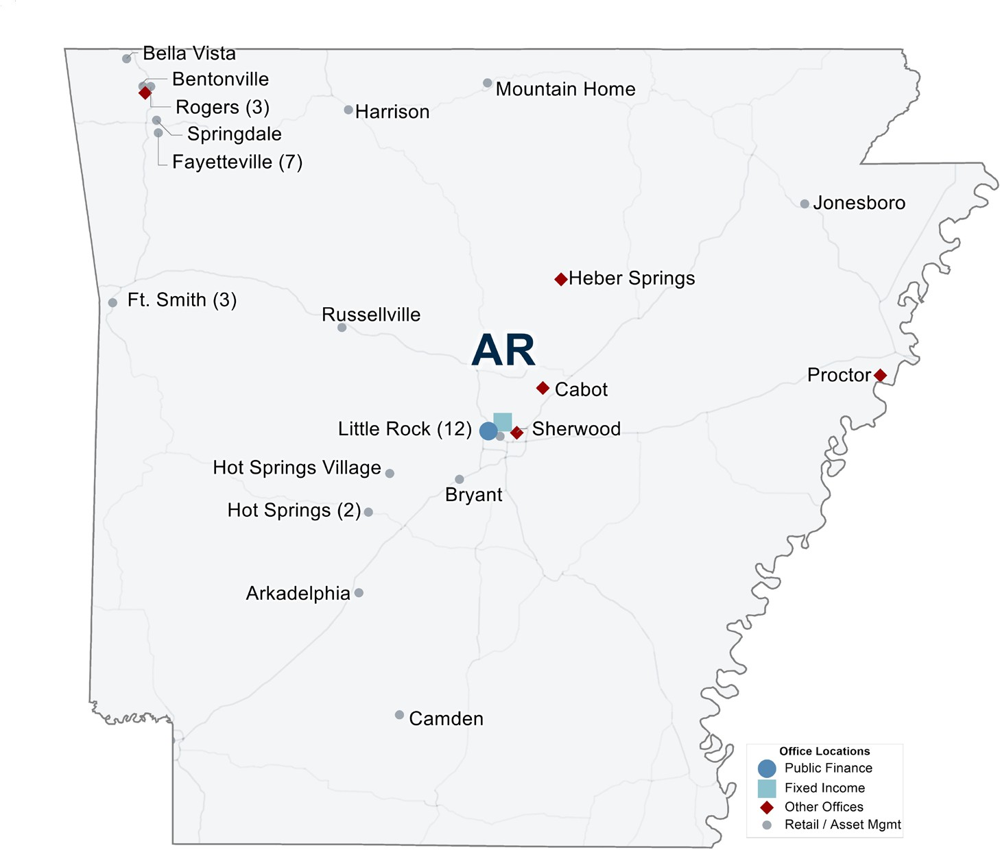 Bella Vista
Bentonville
Mountain Home
Rogers (3)
Harrison
Springdale
Fayetteville (7)
Jonesboro
Heber Springs
Ft. Smith (3)
Russellville
AR
Proctor
Cabot
Little Rock (12)
Sherwood
Hot Springs Village
Bryant
Hot Springs (2)
Arkadelphia
Camden
Office Locations
Public Finance
Fixed Income
Other Offices
Retail / Asset Mgmt